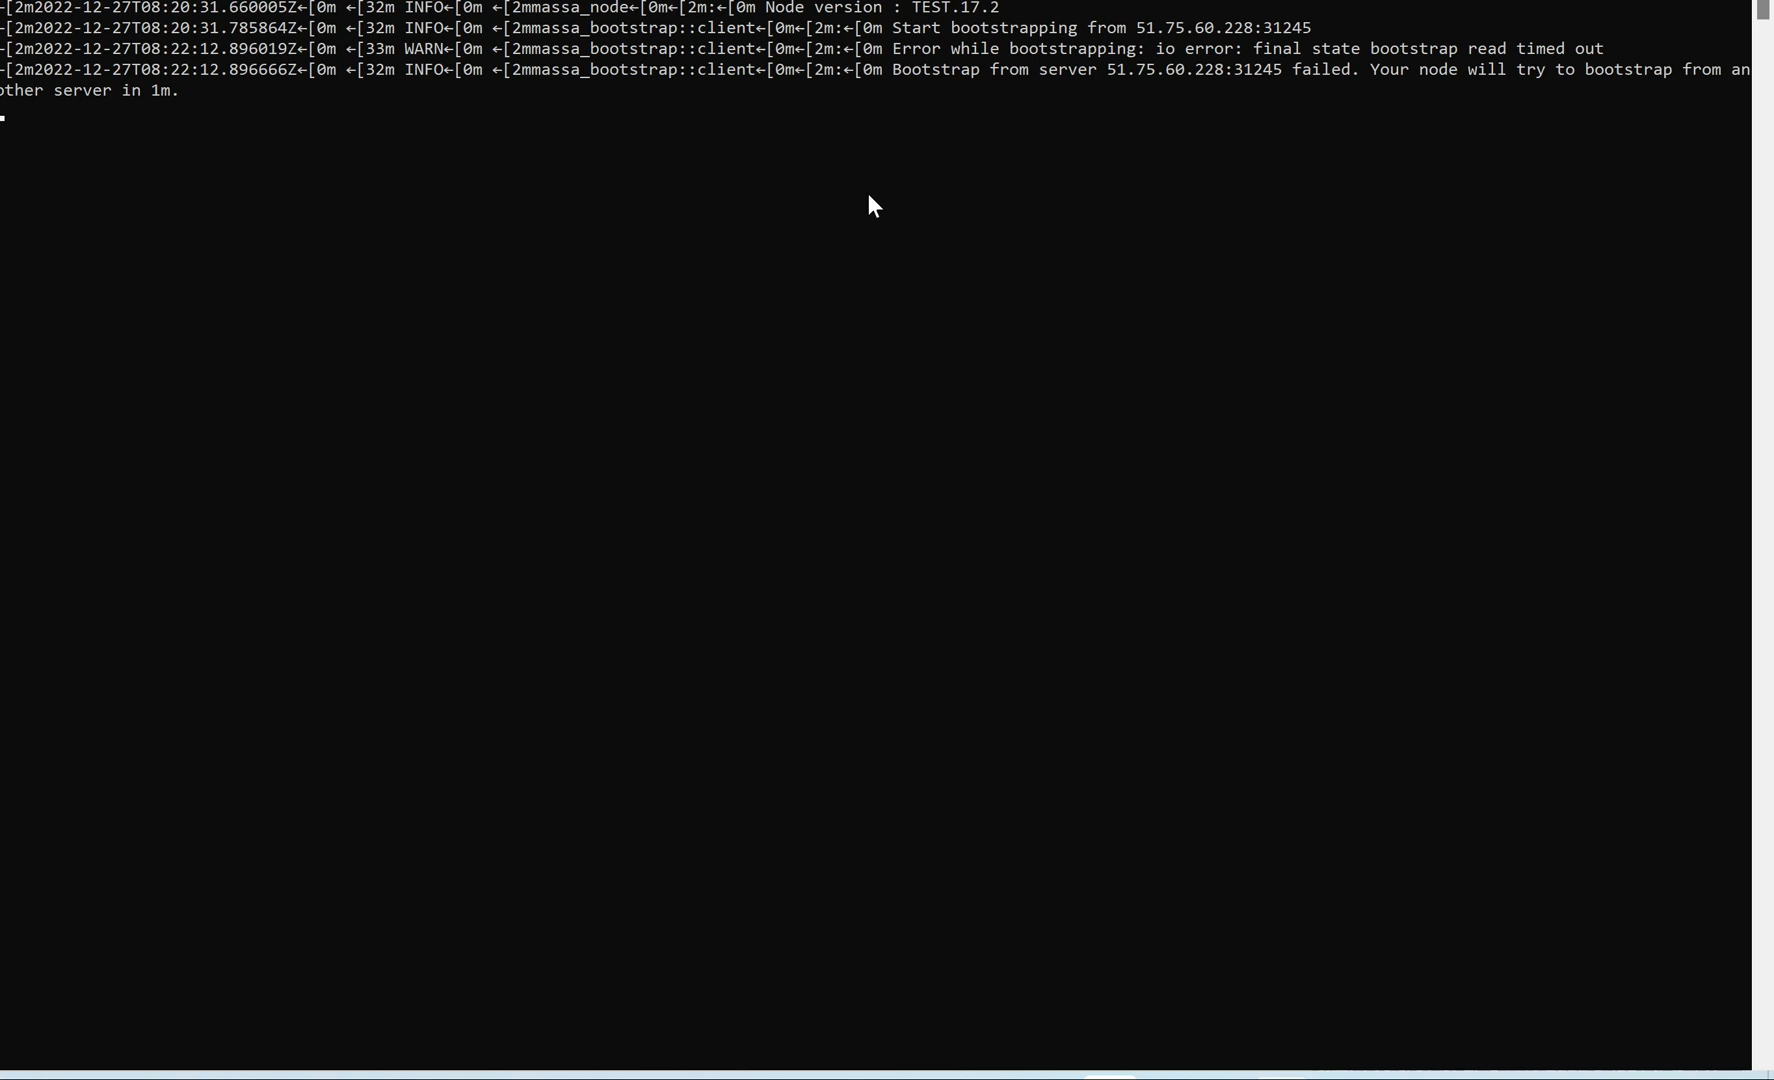 ←[2m2022-12-27T08:20:31.660005Z←[0m ←[32m INFO←[0m ←[2mmassa_node←[0m←[2m:←[0m Node version : TEST.17.2
←[2m2022-12-27T08:20:31.785864Z←[0m ←[32m INFO←[0m ←[2mmassa_bootstrap::client←[0m←[2m:←[0m Start bootstrapping from 51.75.60.228:31245
←[2m2022-12-27T08:22:12.896019Z←[0m ←[33m WARN←[0m ←[2mmassa_bootstrap::client←[0m←[2m:←[0m Error while bootstrapping: io error: final state bootstrap read timed out
←[2m2022-12-27T08:22:12.896666Z←[0m ←[32m INFO←[0m ←[2mmassa_bootstrap::client←[0m←[2m:←[0m Bootstrap from server 51.75.60.228:31245 failed. Your node will try to bootstrap from an
other server in 1m.